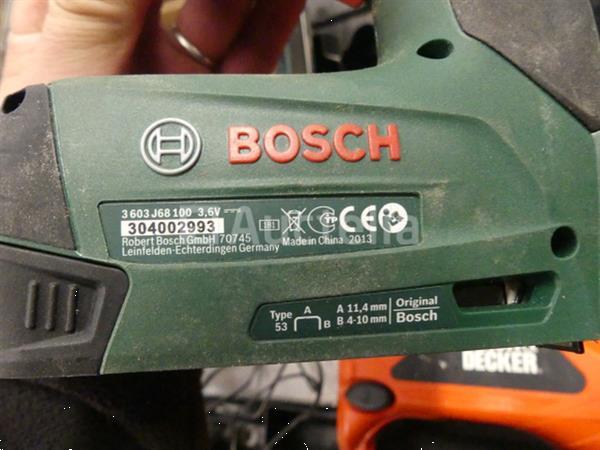 BOSCH
3 603 J68 100 3,6V
304002993
Robert Bosch GmbH 70745
Leinfelden-Echterdingen Germany
Made in China 2013
CE
Type
53
A
B
A 11,4 mm
B 4-10 mm
Original
Bosch
DECKER